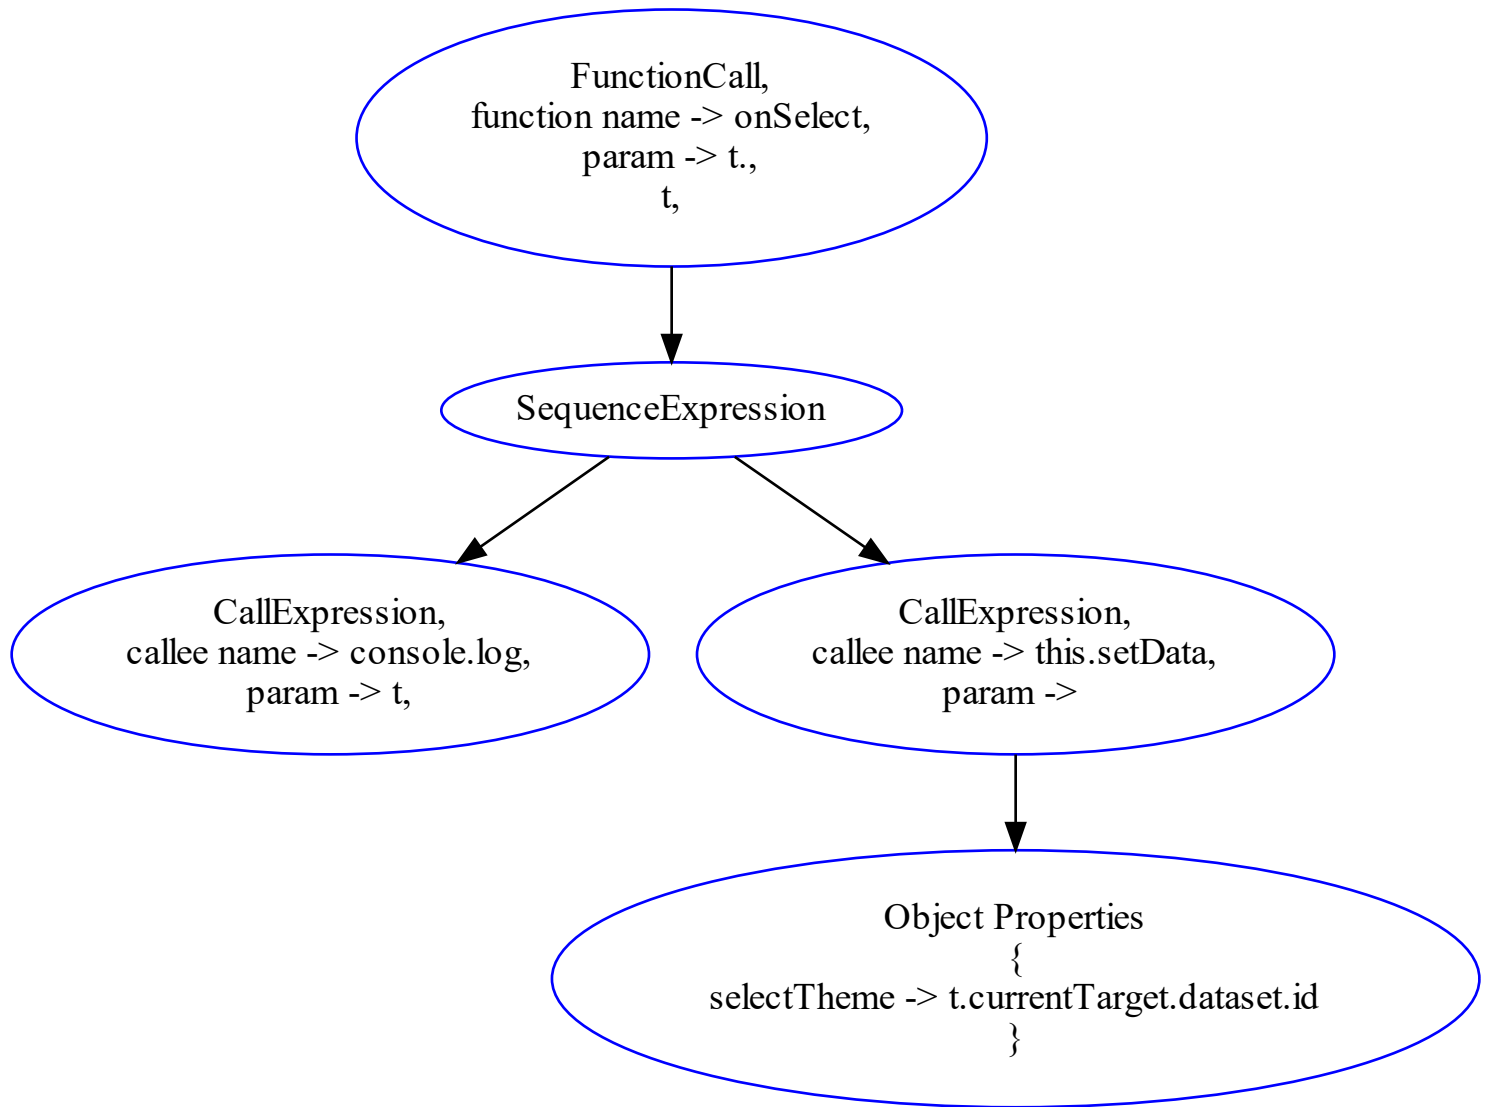 FunctionCall,
function name -> onSelect,
param -> t.,
t,
SequenceExpression
CallExpression,
callee name -> console.log,
param -> t,
CallExpression,
callee name -> this.setData,
param ->
Object Properties
{
selectTheme -> t.currentTarget.dataset.id
}